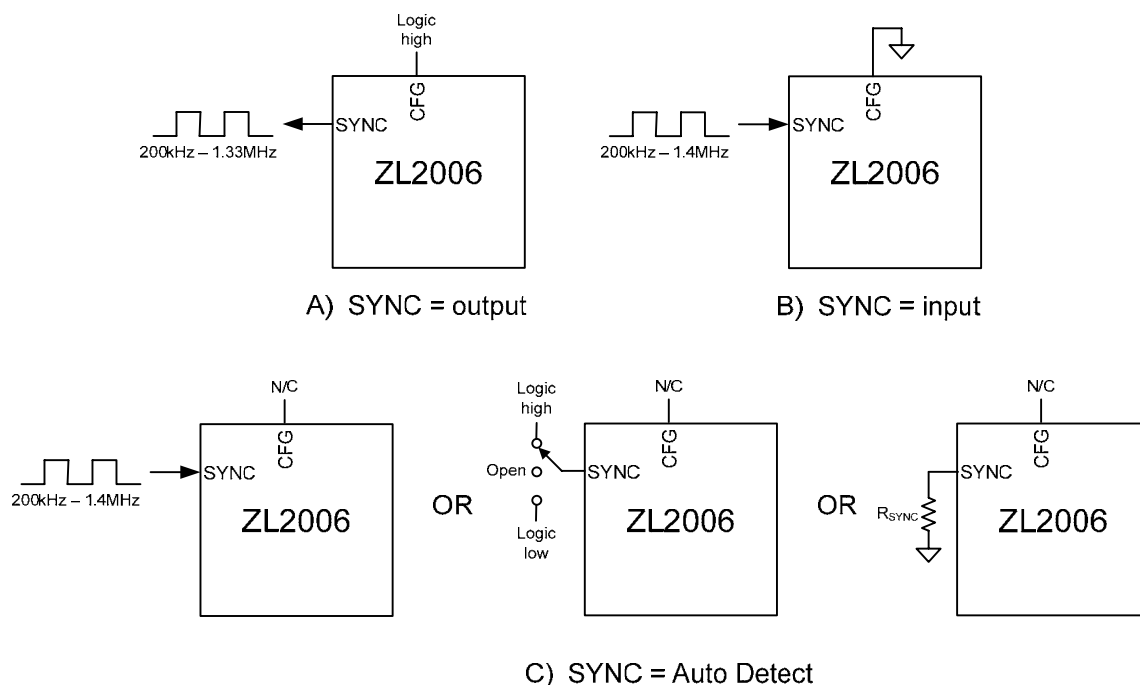 Logic
high
CFG
SYNC
200kHz – 1.33MHz
ZL2006
A) SYNC = output
CFG
SYNC
200kHz – 1.4MHz
ZL2006
B) SYNC = input
N/C
CFG
SYNC
200kHz – 1.4MHz
ZL2006
OR
Logic
high
Open
Logic
low
N/C
CFG
SYNC
ZL2006
OR
N/C
CFG
SYNC
RSYNC
ZL2006
C) SYNC = Auto Detect